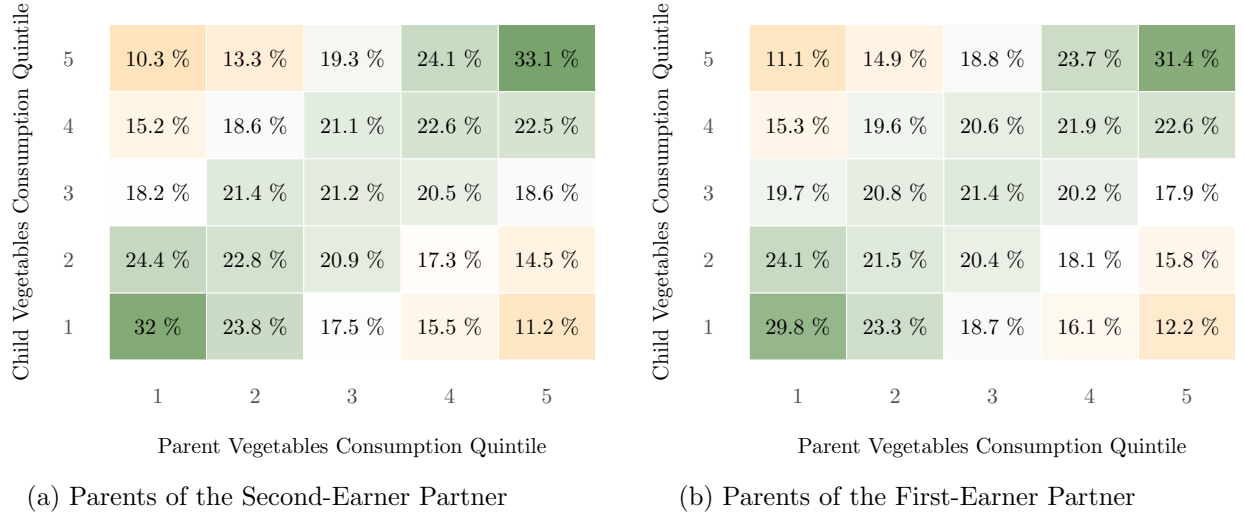 Child Vegetables Consumption Quintile
5 10.3 % 13.3 % 19.3 % 24.1 % 33.1 %
4 15.2 % 18.6 % 21.1 % 22.6 % 22.5 %
3 18.2 % 21.4 % 21.2 % 20.5 % 18.6 %
2 24.4 % 22.8 % 20.9 % 17.3 % 14.5 %
1 32 % 23.8 % 17.5 % 15.5 % 11.2 %
1 2 3 4 5
Parent Vegetables Consumption Quintile
(a) Parents of the Second-Earner Partner
Child Vegetables Consumption Quintile
5 11.1 % 14.9 % 18.8 % 23.7 % 31.4 %
4 15.3 % 19.6 % 20.6 % 21.9 % 22.6 %
3 19.7 % 20.8 % 21.4 % 20.2 % 17.9 %
2 24.1 % 21.5 % 20.4 % 18.1 % 15.8 %
1 29.8 % 23.3 % 18.7 % 16.1 % 12.2 %
1 2 3 4 5
Parent Vegetables Consumption Quintile
(b) Parents of the First-Earner Partner